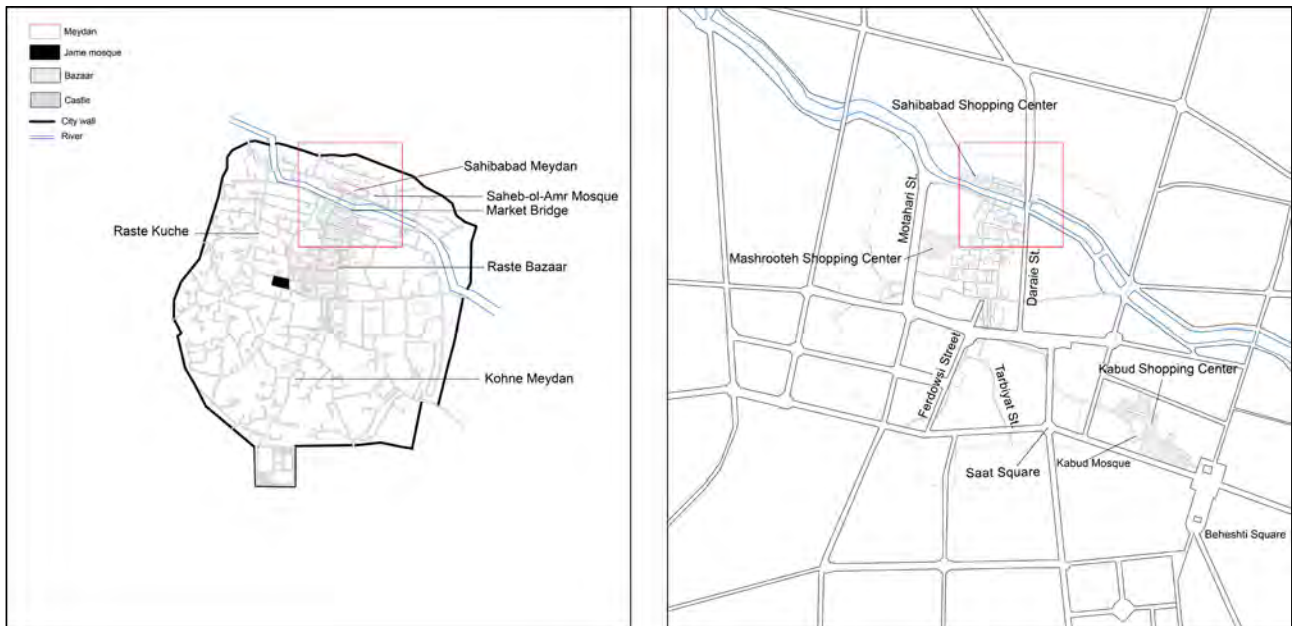 Meydan
Jame mosque
Bazaar
Castle
City wall
River
Sahibabad Meydan
Saheb-ol-Amr Mosque
Market Bridge
Raste Kuche
Raste Bazaar
Kohne Meydan
Sahibabad Shopping Center
Motahari St.
Mashrooteh Shopping Center
Daraie St.
Ferdowsi Street
Tarbiyat St.
Kabud Shopping Center
Kabud Mosque
Saat Square
Beheshti Square